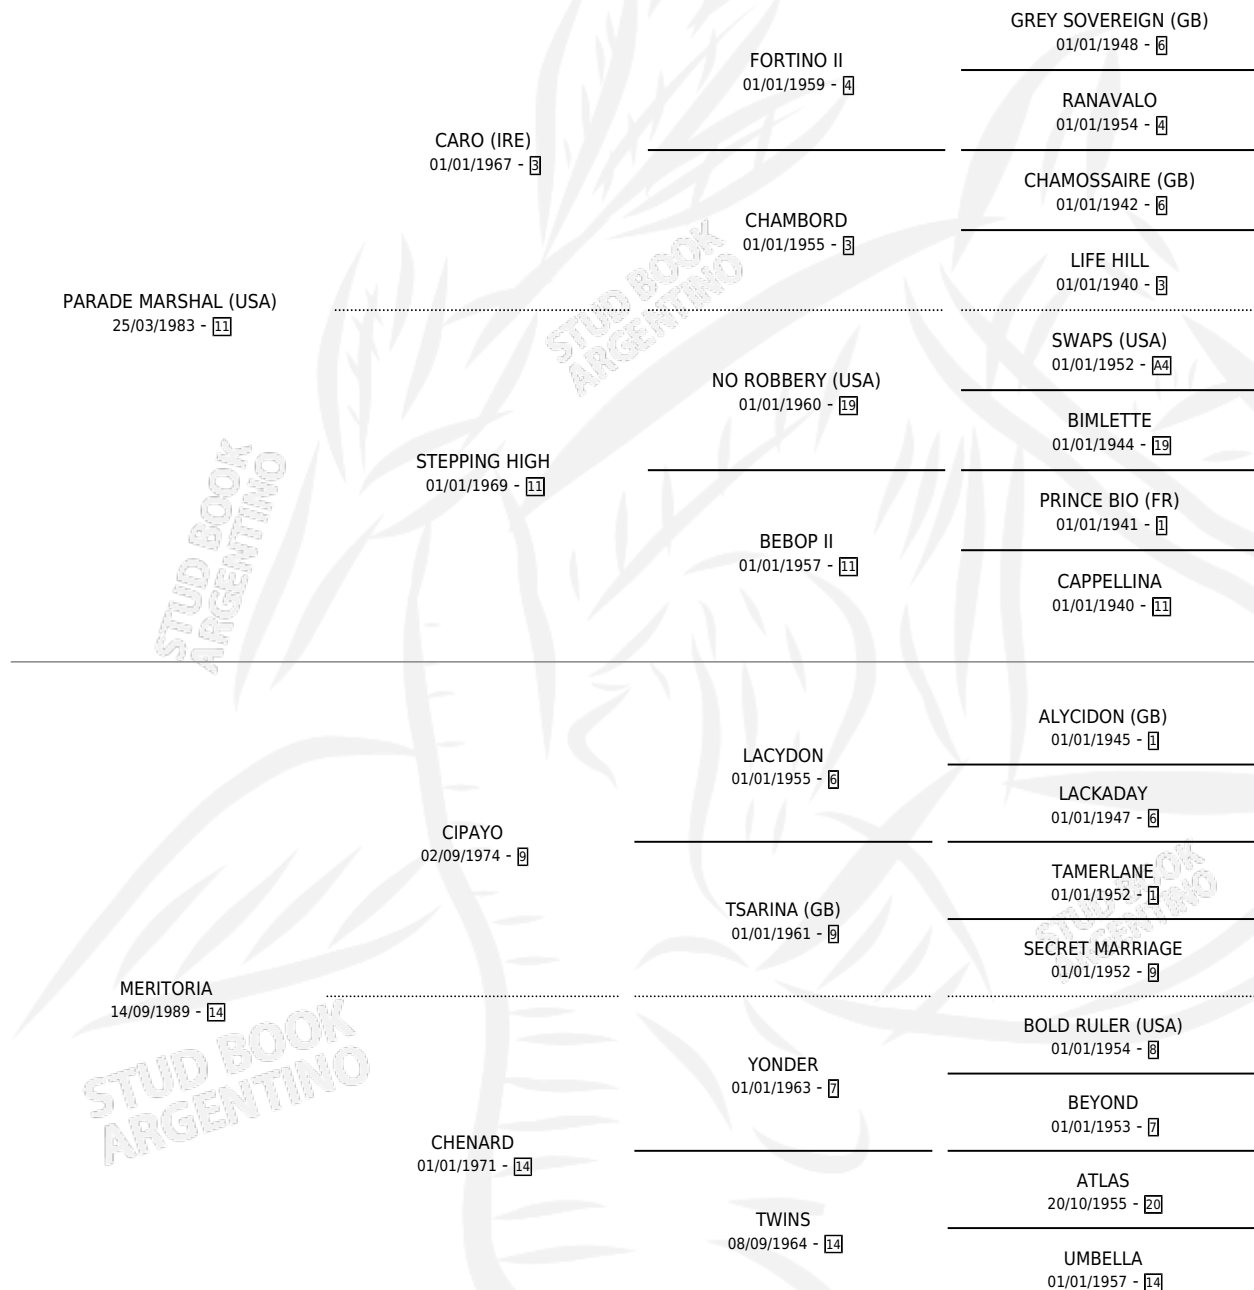 GREY SOVEREIGN (GB)
01/01/1948 - 6
FORTINO II
01/01/1959 - 4
RANAVALO
01/01/1954 - 4
CARO (IRE)
01/01/1967 - 3
CHAMOSSAIRE (GB)
01/01/1942 - 6
CHAMBORD
01/01/1955 - 3
LIFE HILL
01/01/1940 - 3
PARADE MARSHAL (USA)
25/03/1983 - 11
STUD BOOK
ARGENTINO
SWAPS (USA)
01/01/1952 - A4
NO ROBBERY (USA)
01/01/1960 - 19
BIMLETTE
01/01/1944 - 19
STEPPING HIGH
01/01/1969 - 11
PRINCE BIO (FR)
01/01/1941 - 1
BEBOP II
01/01/1957 - 11
CAPPELLINA
01/01/1940 - 11
STUD BOOK
ARGENTINO
ALYCIDON (GB)
01/01/1945 - 1
LACYDON
01/01/1955 - 6
LACKADAY
01/01/1947 - 6
CIPAYO
02/09/1974 - 9
TAMERLANE
01/01/1952 - 1
TSARINA (GB)
01/01/1961 - 9
SECRET MARRIAGE
01/01/1952 - 9
STUD BOOK
ARGENTINO
MERITORIA
14/09/1989 - 14
BOLD RULER (USA)
01/01/1954 - 8
YONDER
01/01/1963 - 7
BEYOND
01/01/1953 - 7
STUD BOOK
ARGENTINO
CHENARD
01/01/1971 - 14
ATLAS
20/10/1955 - 20
TWINS
08/09/1964 - 14
UMBELLA
01/01/1957 - 14